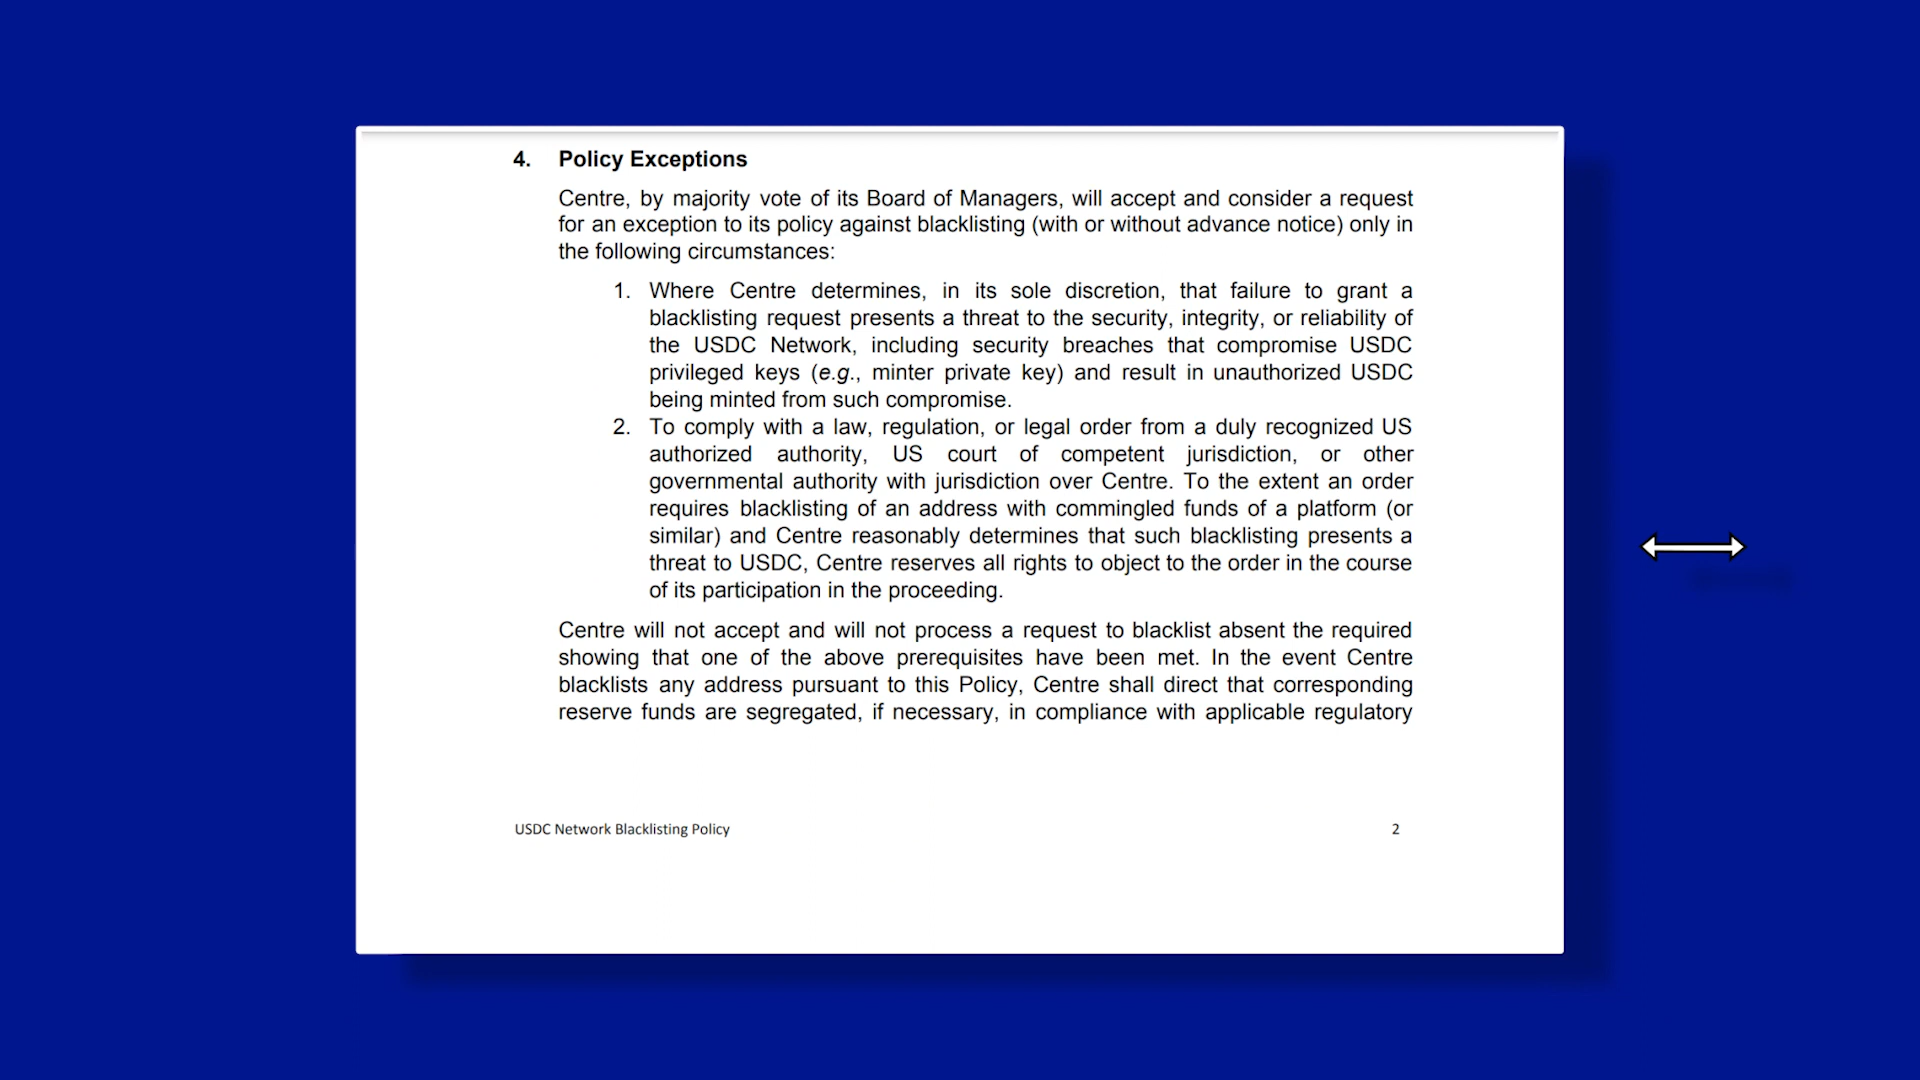 4. Policy Exceptions
Centre, by majority vote of its Board of Managers, will accept and consider a request
for an exception to its policy against blacklisting (with or without advance notice) only in
the following circumstances:
1. Where Centre determines, in its sole discretion, that failure to grant a
blacklisting request presents a threat to the security, integrity, or reliability of
the USDC Network, including security breaches that compromise USDC
privileged keys (e.g., minter private key) and result in unauthorized USDC
being minted from such compromise.
2. To comply with a law, regulation, or legal order from a duly recognized US
authorized authority, US court of competent jurisdiction, or other
governmental authority with jurisdiction over Centre. To the extent an order
requires blacklisting of an address with commingled funds of a platform (or
similar) and Centre reasonably determines that such blacklisting presents a
threat to USDC, Centre reserves all rights to object to the order in the course
of its participation in the proceeding.
Centre will not accept and will not process a request to blacklist absent the required
showing that one of the above prerequisites have been met. In the event Centre
blacklists any address pursuant to this Policy, Centre shall direct that corresponding
reserve funds are segregated, if necessary, in compliance with applicable regulatory
USDC Network Blacklisting Policy 2